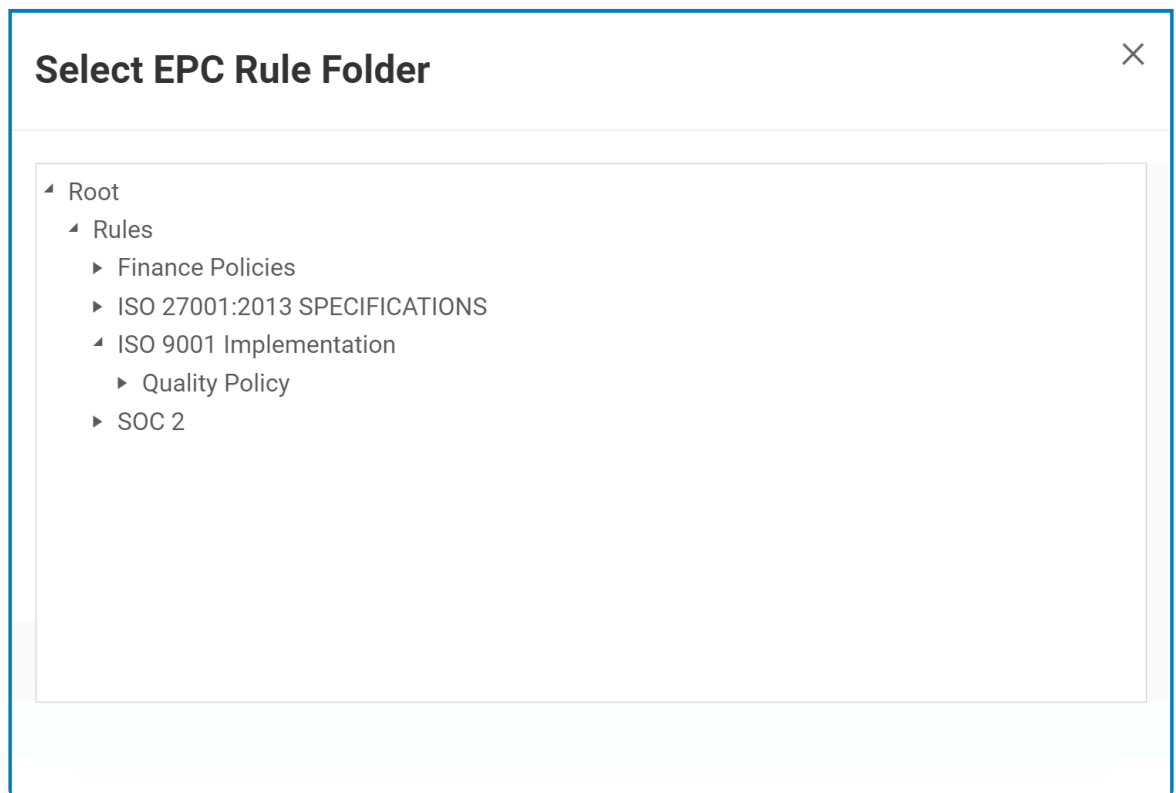 Select EPC Rule Folder
Root
Rules
Finance Policies
ISO 27001:2013 SPECIFICATIONS
ISO 9001 Implementation
Quality Policy
SOC 2